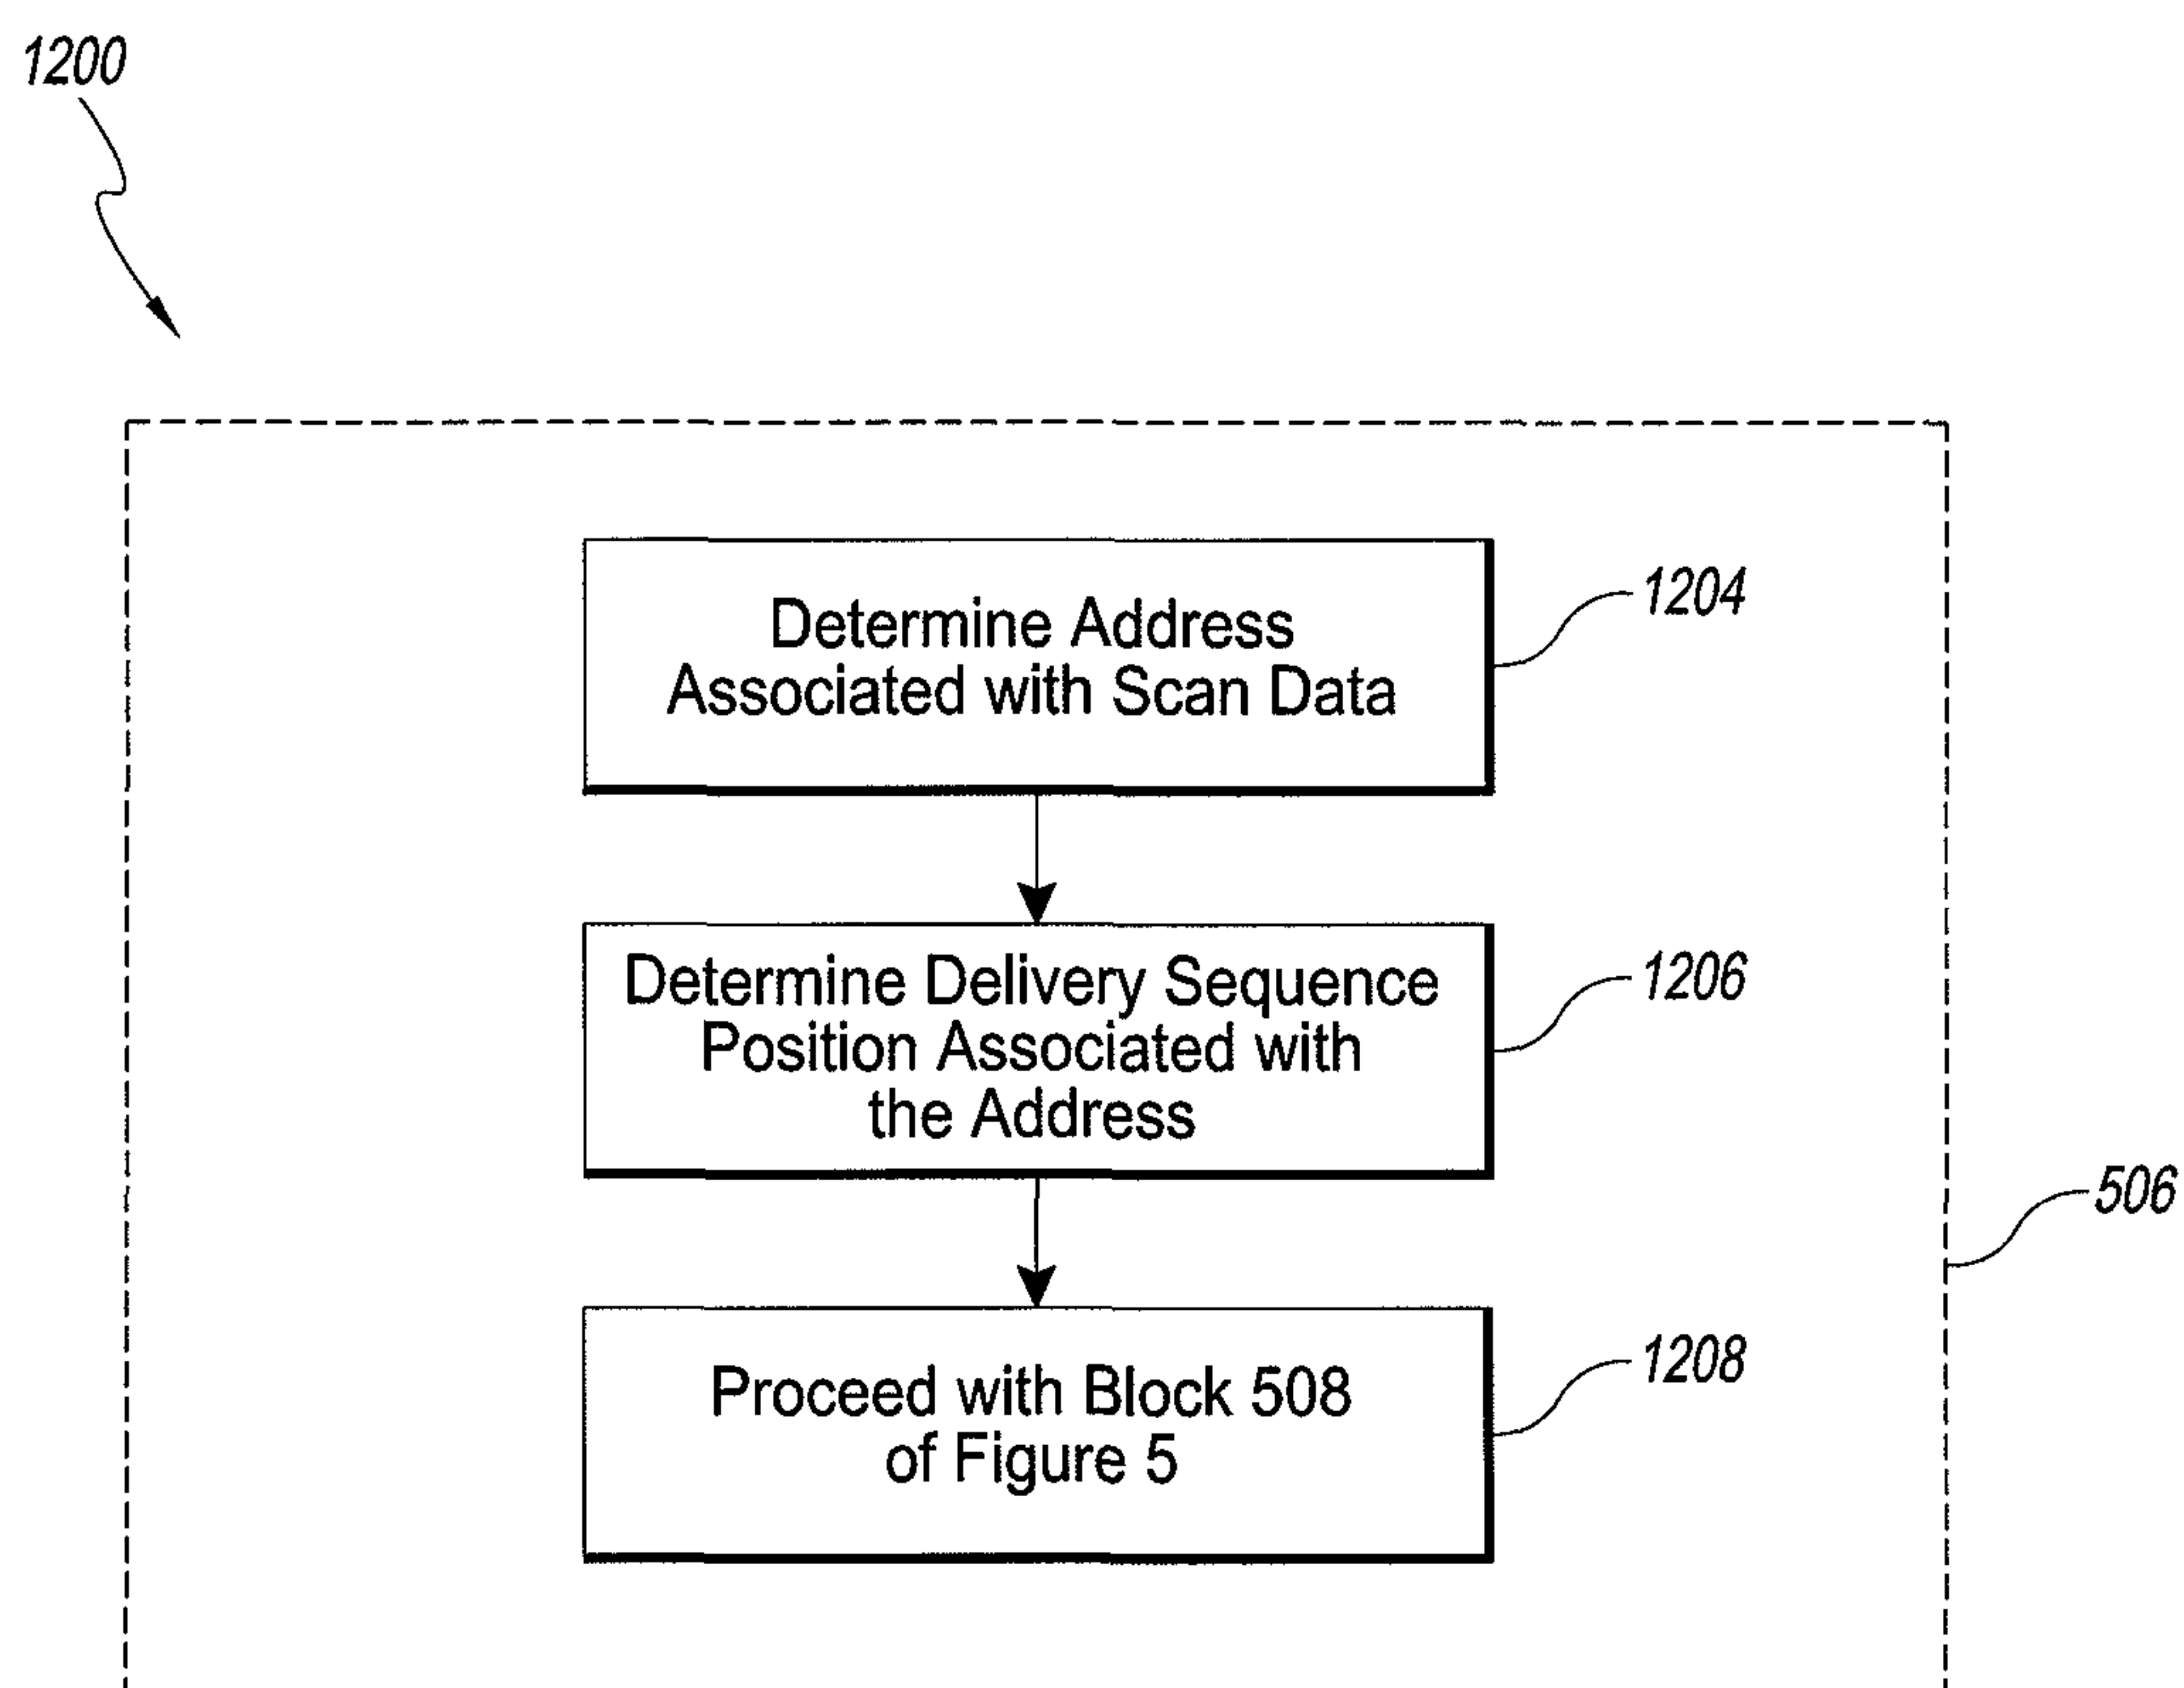 1200
Determine Address
Associated with Scan Data
1204
Determine Delivery Sequence
Position Associated with
the Address
1206
506
Proceed with Block 508
of Figure 5
1208